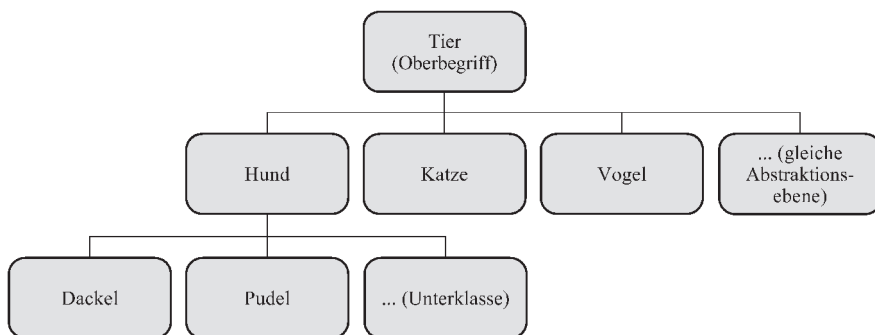 Tier
(Oberbegriff)
Hund
Katze
Vogel
... (gleiche
Abstraktions-
ebene)
Dackel
Pudel
... (Unterklasse)